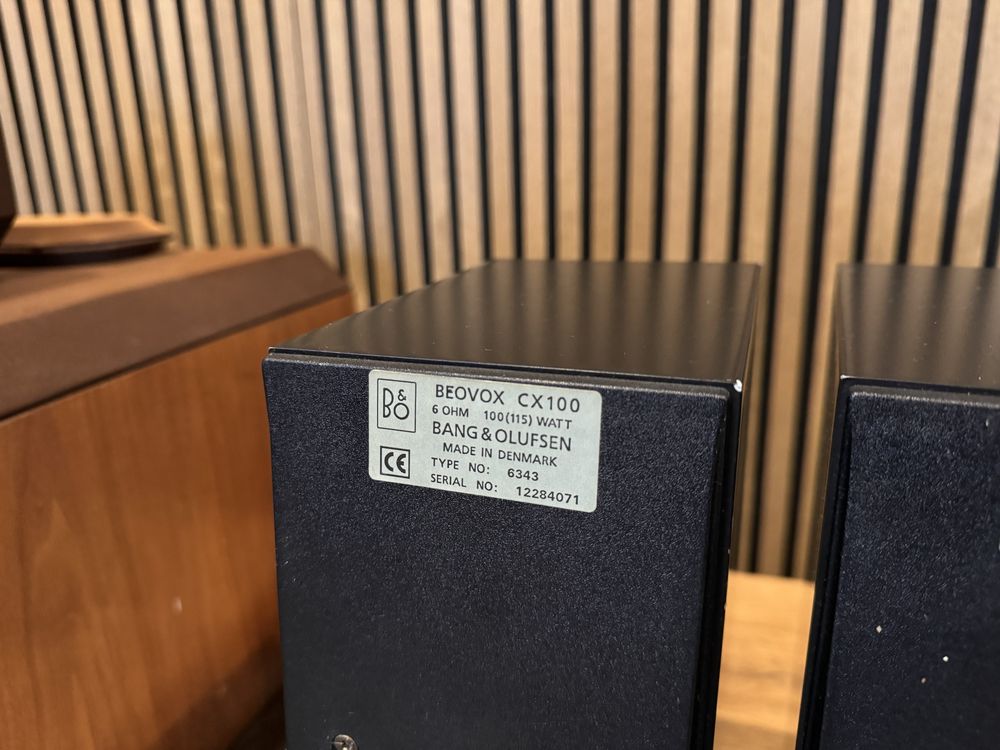 B&O
BEOVOX CX100
6 OHM 100(115) WATT
BANG & OLUFSEN
MADE IN DENMARK
CE
TYPE NO: 6343
SERIAL NO: 12284071